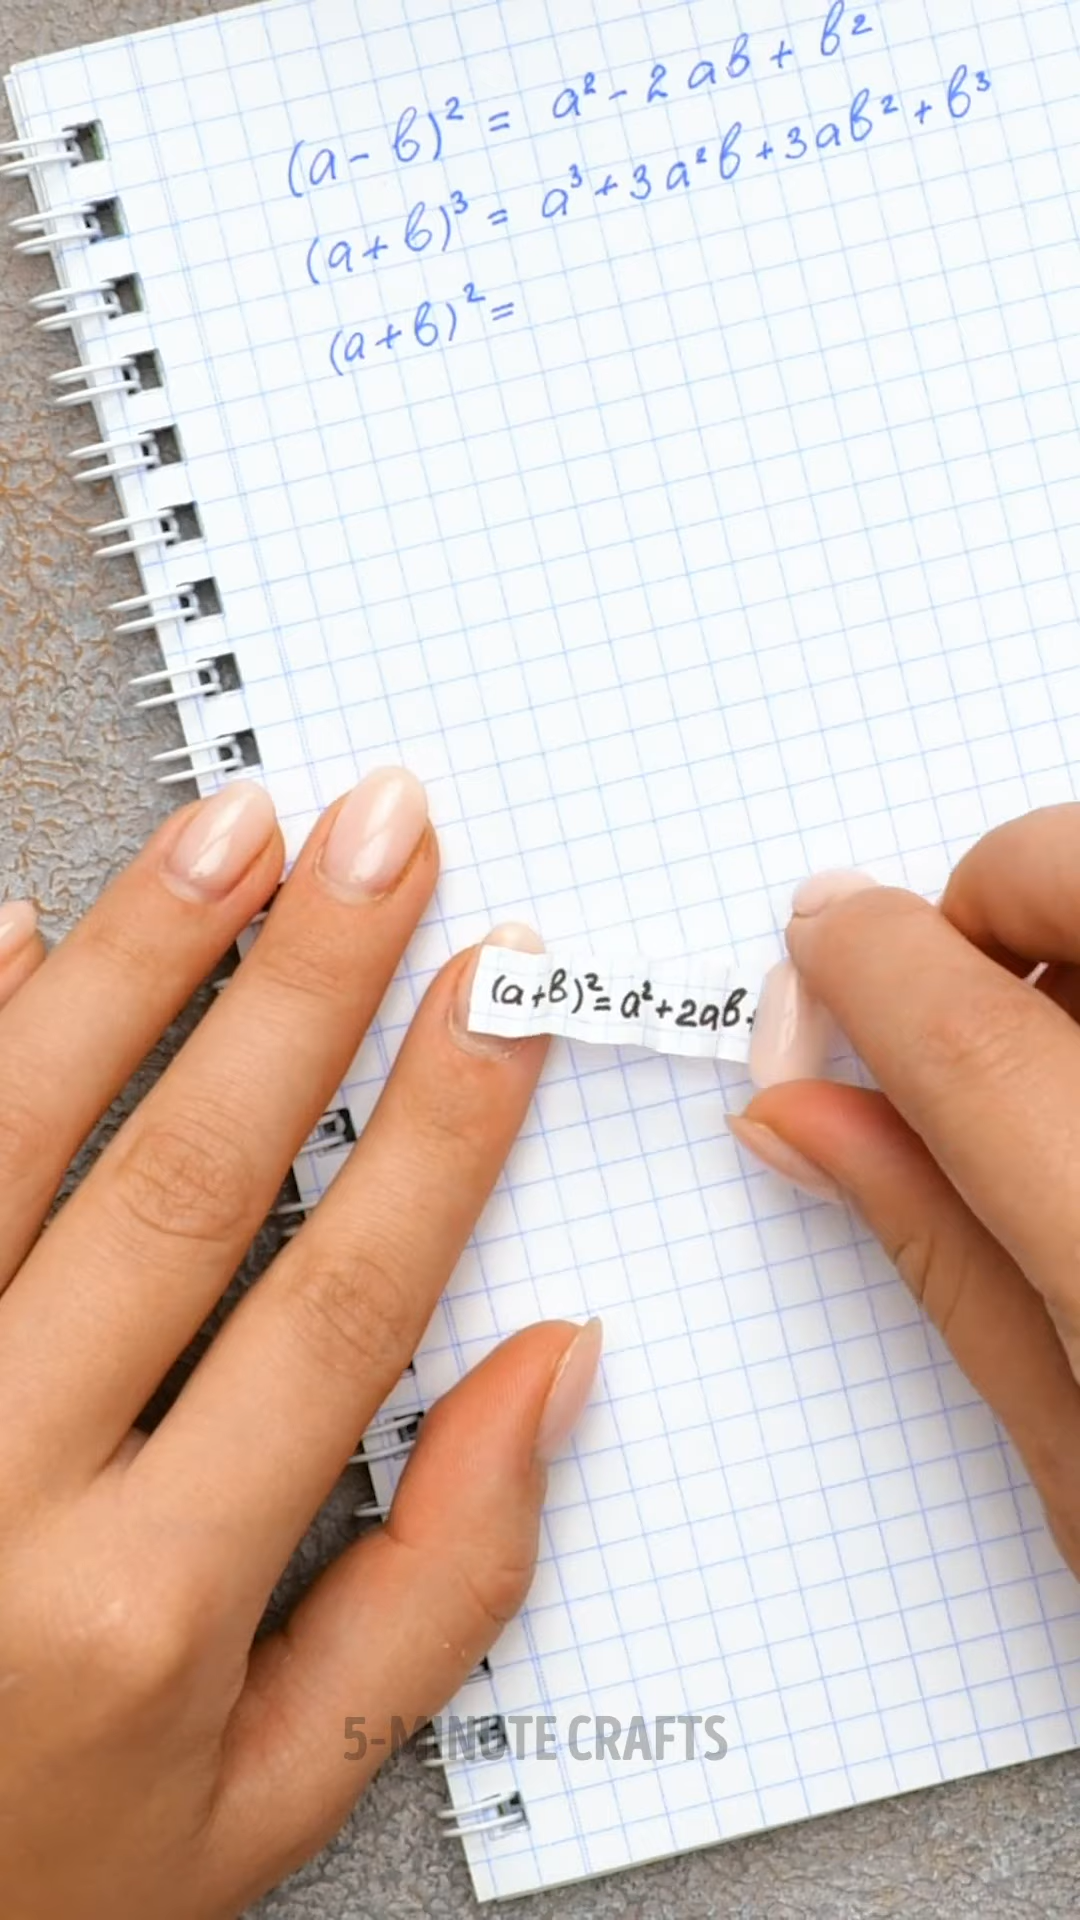 (a - b)² = a² - 2ab + b²
(a + b)³ = a³ + 3a²b + 3ab² + b³
(a + b)² =
(a+b)² = a² + 2ab +
5-MINUTE CRAFTS